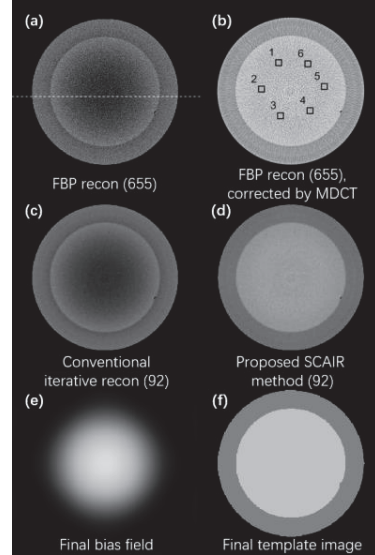 (a)
(b)
1
6
2
5
3
4
FBP recon (655)
FBP recon (655),
corrected by MDCT
(c)
(d)
Conventional
iterative recon (92)
Proposed SCAIR
method (92)
(e)
(f)
Final bias field
Final template image